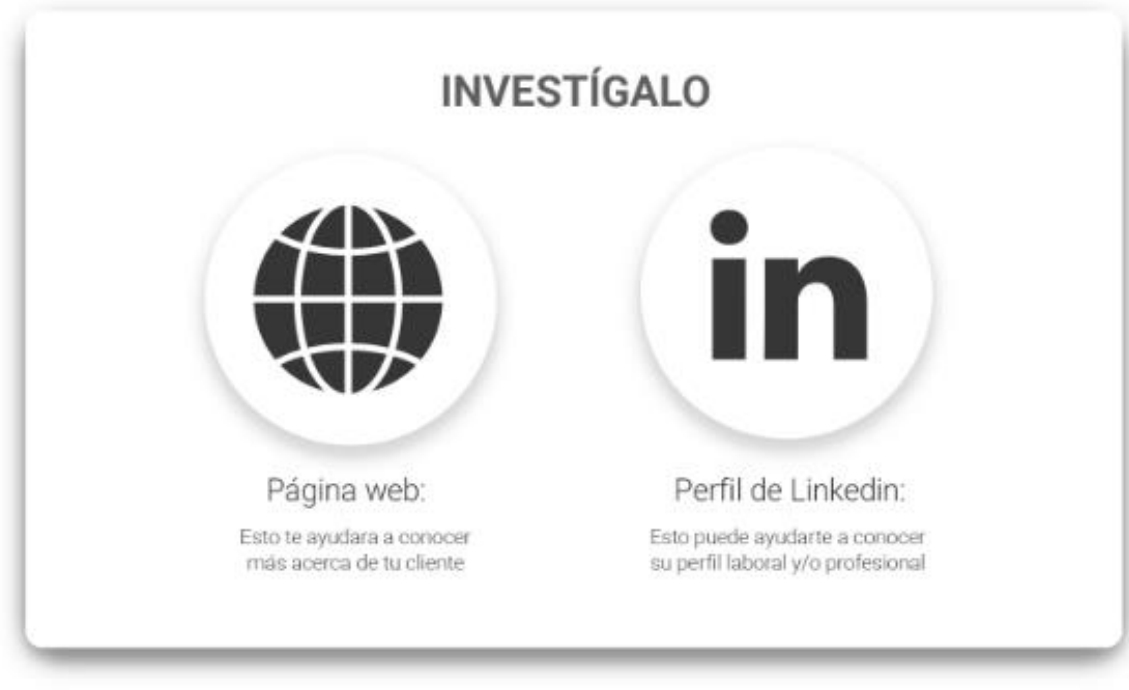 INVESTÍGALO
in
Página web:
Esto te ayudara a conocer
más acerca de tu cliente
Perfil de Linkedin:
Esto puede ayudarte a conocer
su perfil laboral y/o profesional